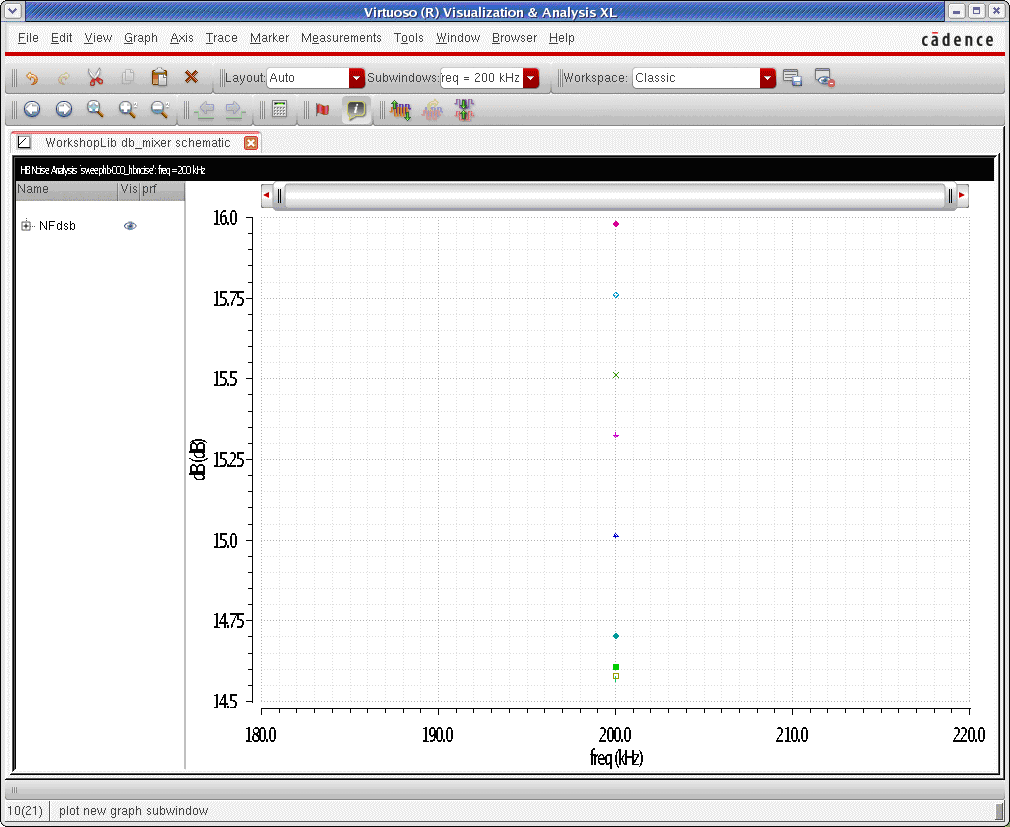 Virtuoso (R) Visualization & Analysis XL
File Edit View Graph Axis Trace Marker Measurements Tools Window Browser Help
cādence
Layout: Auto Subwindows: req = 200 kHz Workspace: Classic
WorkshopLib db_mixer schematic
HB Noise Analysis `sweephb-000_hbnoise': freq = 200 kHz
Name Vis prf
NFdsb
16.0
15.75
15.5
15.25
15.0
14.75
14.5
dB (dB)
180.0 190.0 200.0 210.0 220.0
freq (kHz)
10(21) plot new graph subwindow